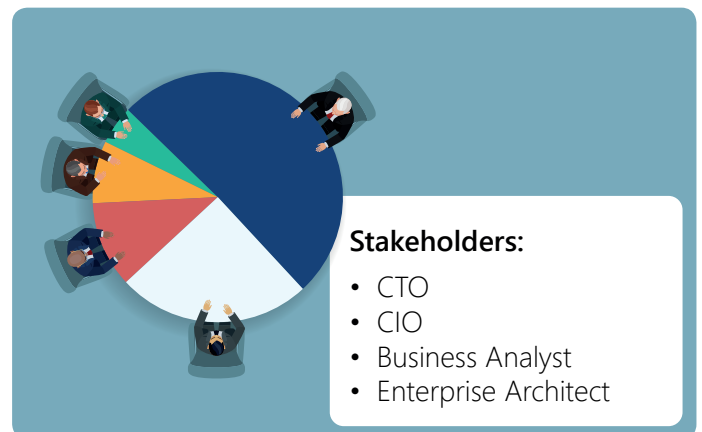 Stakeholders:
• CTO
• CIO
• Business Analyst
• Enterprise Architect